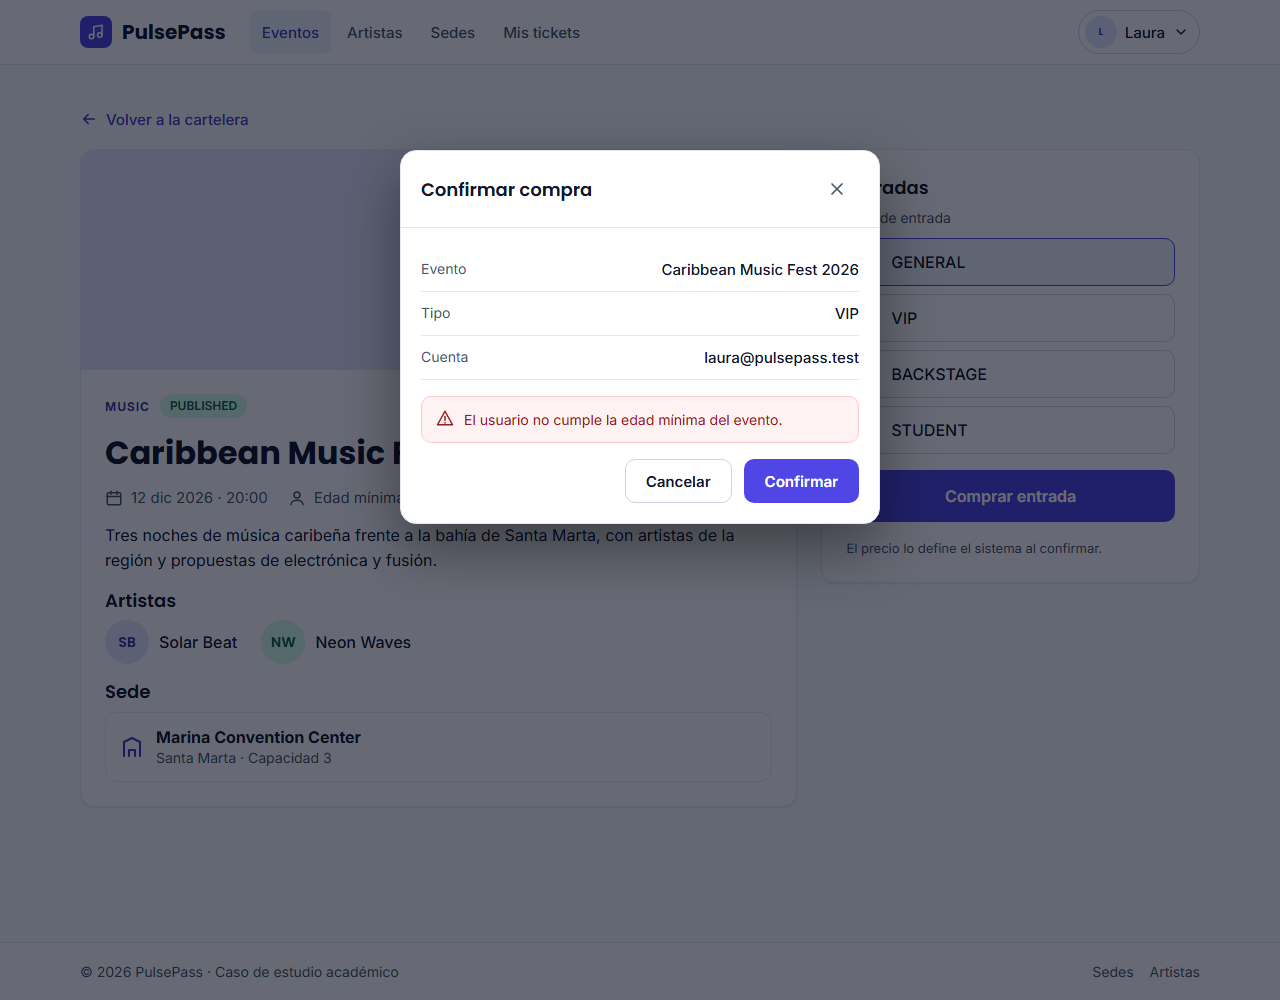 PulsePass
Eventos
Artistas
Sedes
Mis tickets
L
Laura
Volver a la cartelera
Confirmar compra
Evento
Caribbean Music Fest 2026
Tipo
VIP
Cuenta
laura@pulsepass.test
El usuario no cumple la edad mínima del evento.
Cancelar
Confirmar
MUSIC
PUBLISHED
Caribbean Music
12 dic 2026 · 20:00
Edad mínima
Tres noches de música caribeña frente a la bahía de Santa Marta, con artistas de la
región y propuestas de electrónica y fusión.
Artistas
SB
Solar Beat
NW
Neon Waves
Sede
Marina Convention Center
Santa Marta · Capacidad 3
de entrada
GENERAL
VIP
BACKSTAGE
STUDENT
Comprar entrada
El precio lo define el sistema al confirmar.
© 2026 PulsePass · Caso de estudio académico
Sedes
Artistas